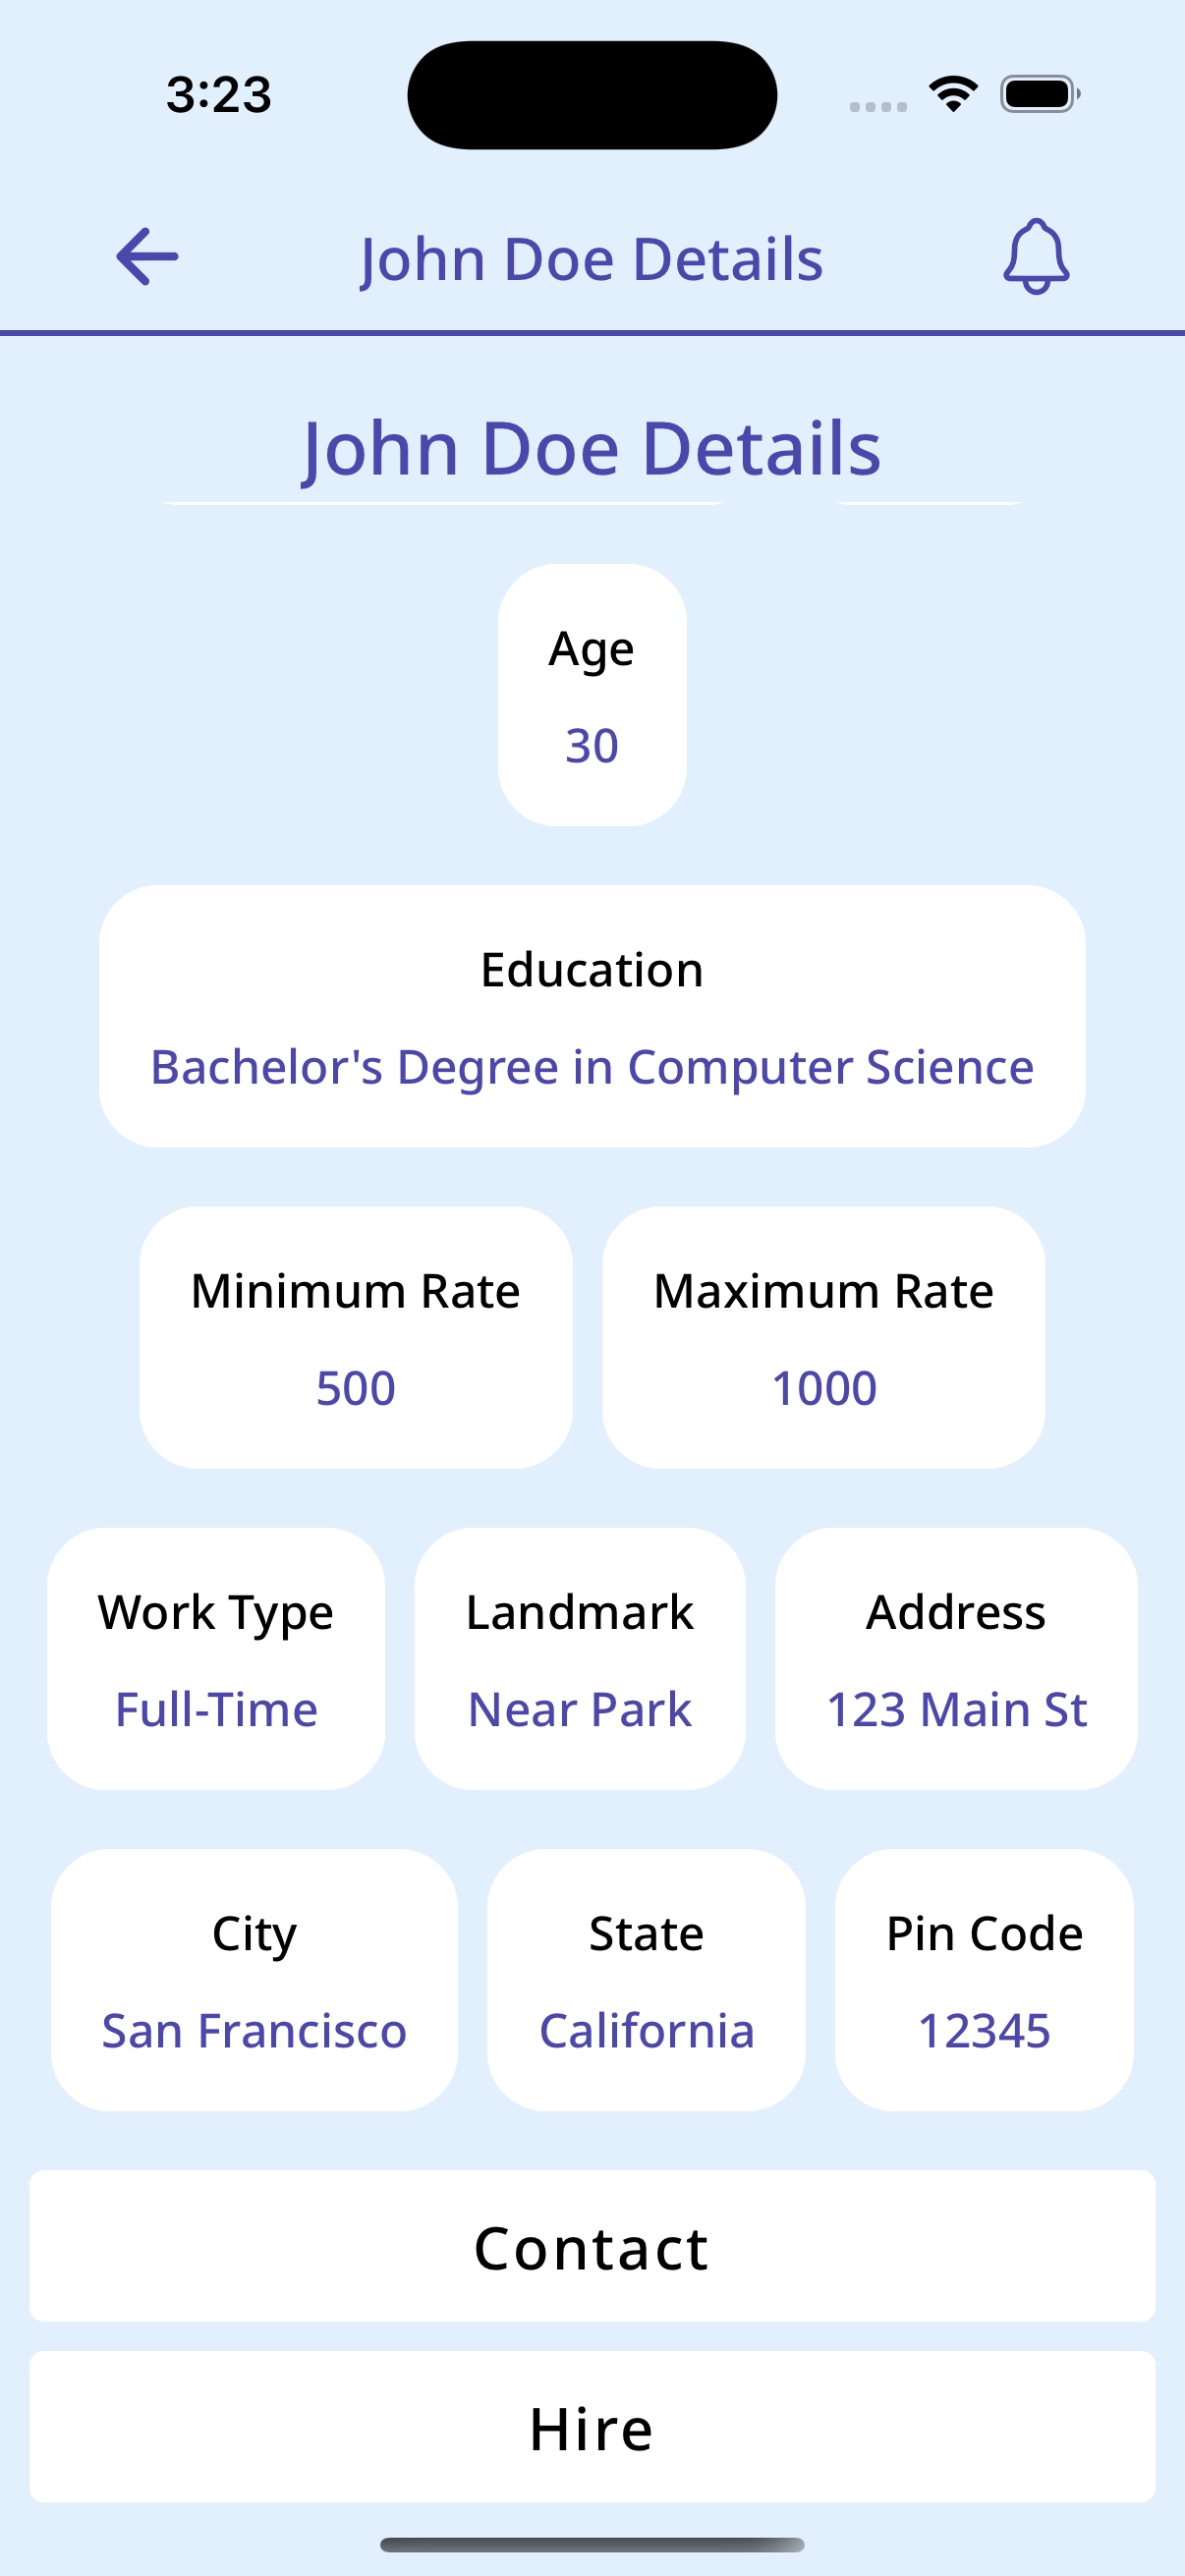 3:23
John Doe Details
John Doe Details
Age
30
Education
Bachelor's Degree in Computer Science
Minimum Rate
500
Maximum Rate
1000
Work Type
Full-Time
Landmark
Near Park
Address
123 Main St
City
San Francisco
State
California
Pin Code
12345
Contact
Hire